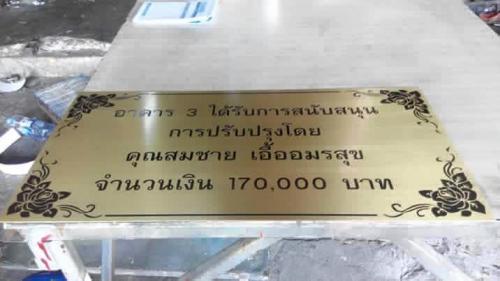 อาคาร 3 ได้รับการสนับสนุน
การปรับปรุงโดย
คุณสมชาย เอื้ออมรสุข
จำนวนเงิน 170,000 บาท